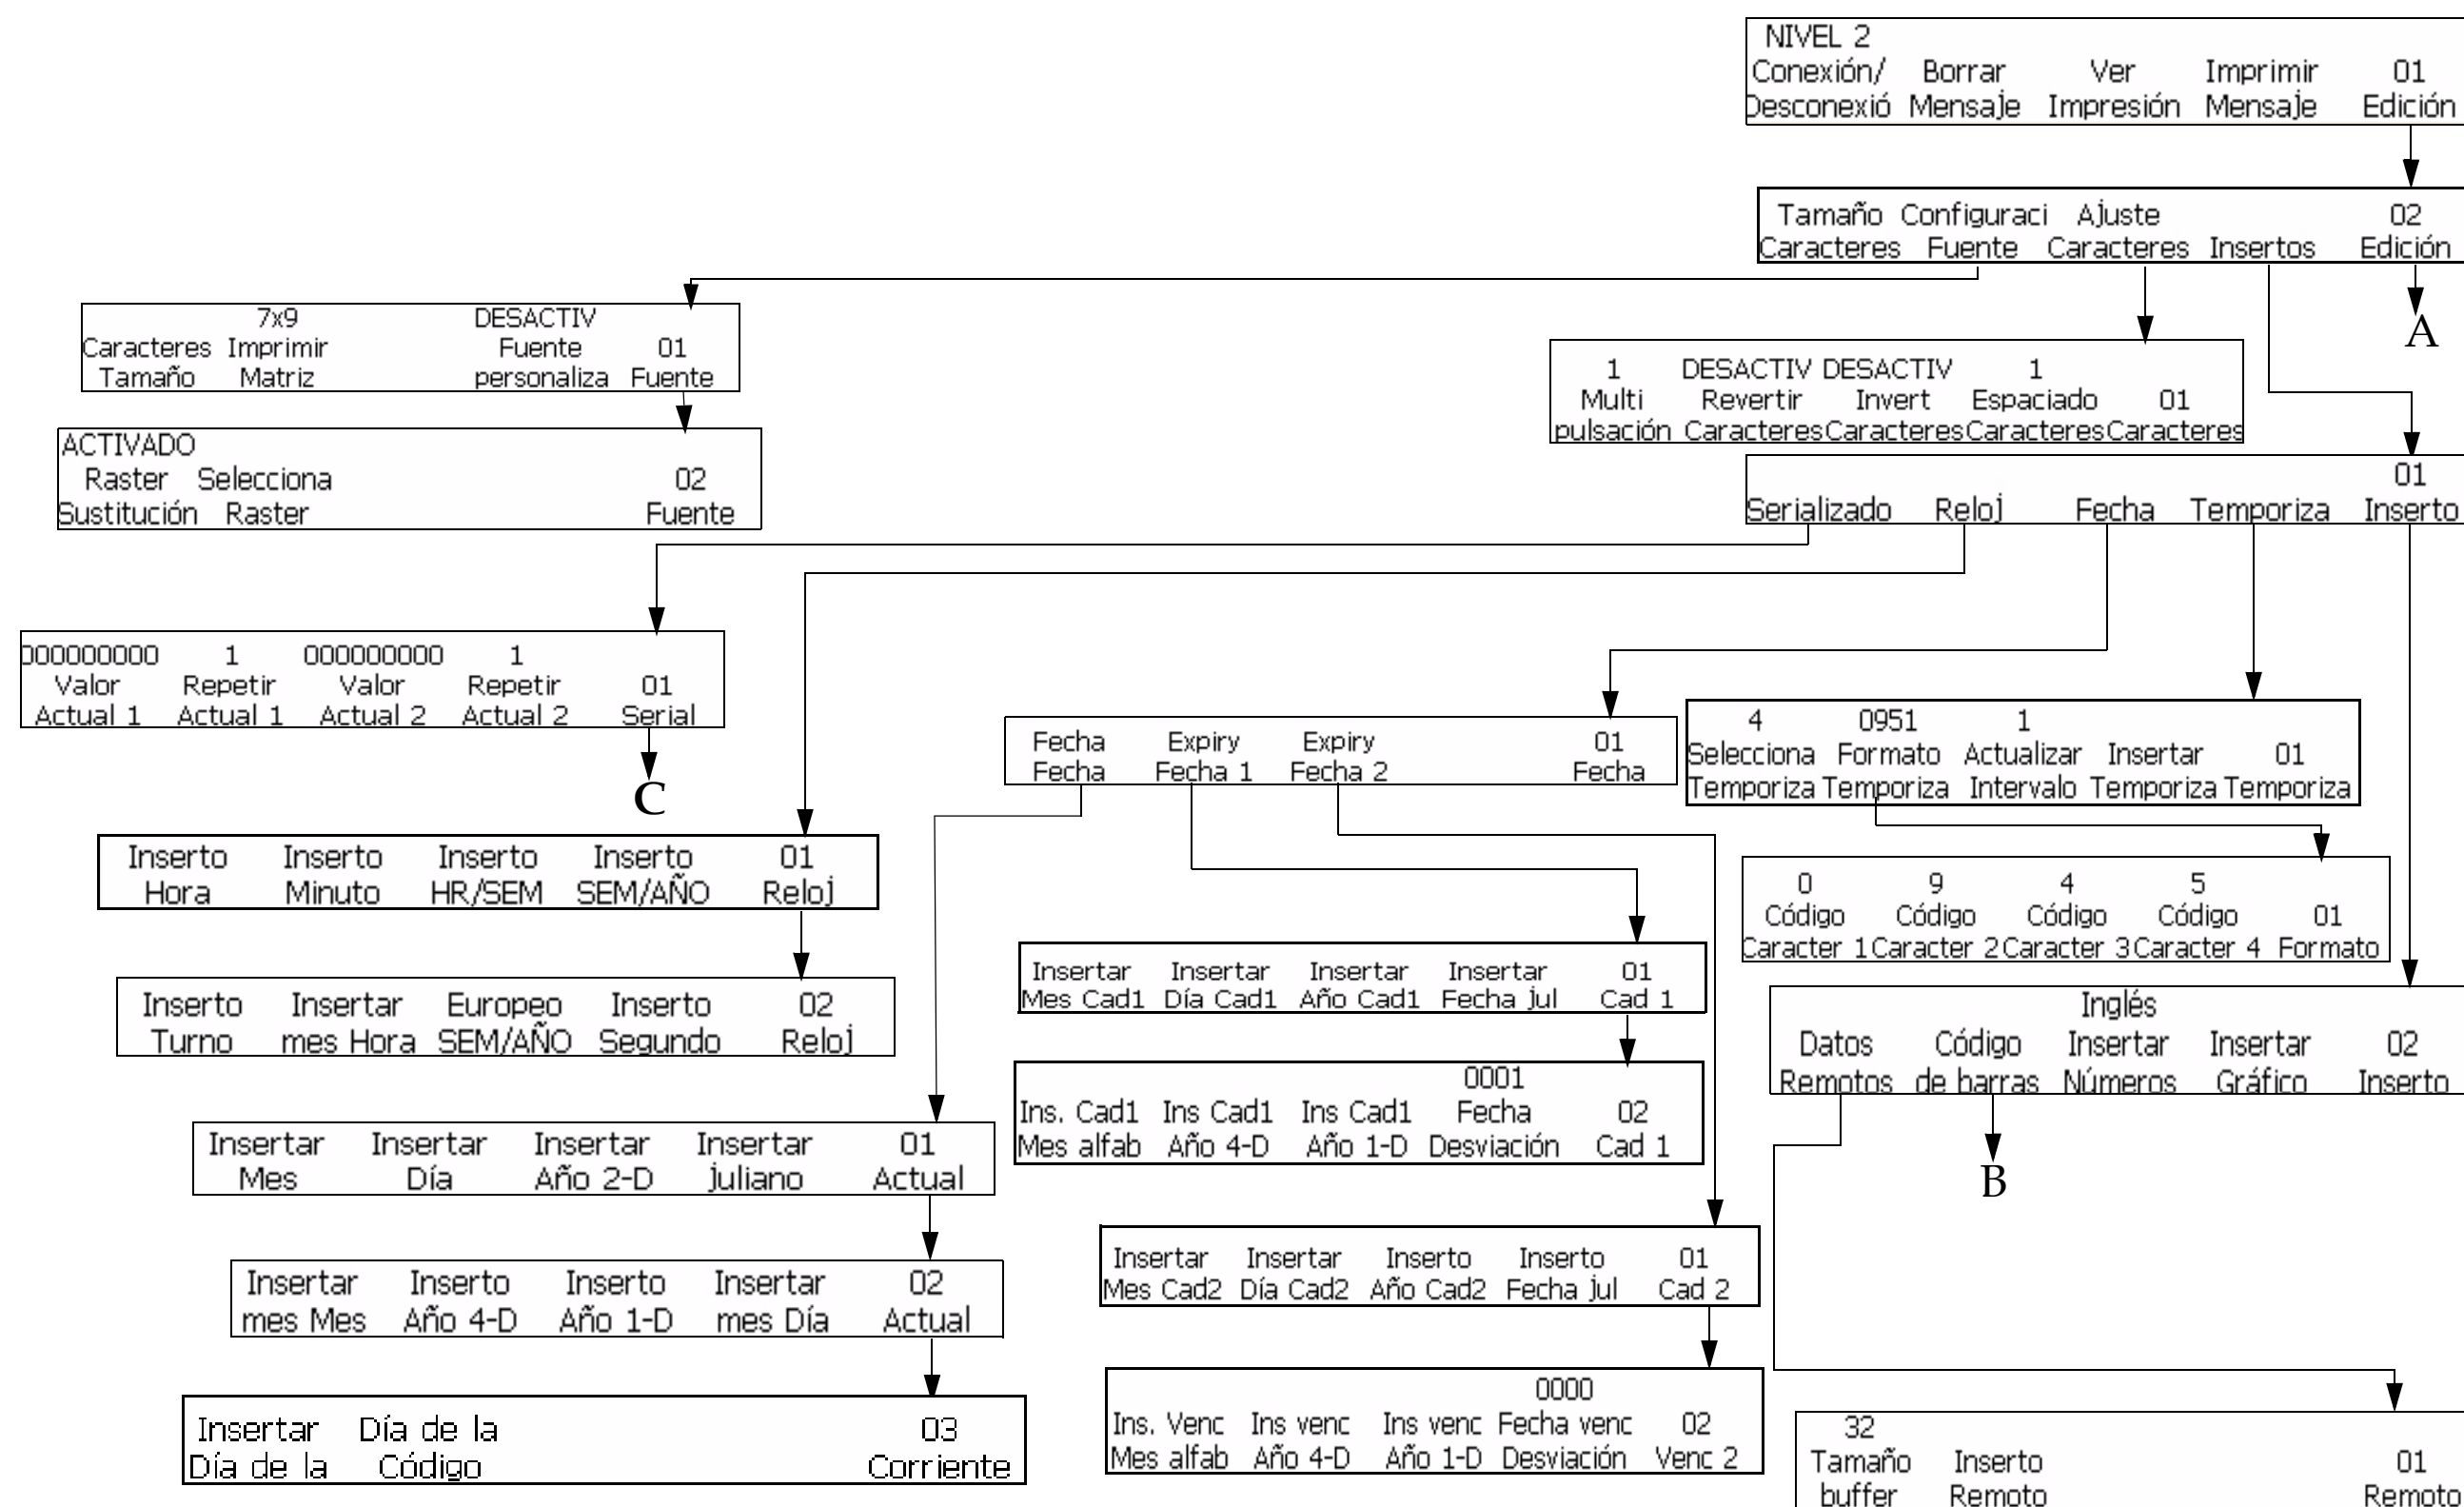 NIVEL 2
Conexión/ Borrar Ver Imprimir 01
Desconexió Mensaje Impresión Mensaje Edición
Tamaño Configuraci Ajuste 02
Caracteres Fuente Caracteres Insertos Edición
A
7x9 DESACTIV
Caracteres Imprimir Fuente 01
Tamaño Matriz personaliza Fuente
1 DESACTIV DESACTIV 1
Multi Revertir Invert Espaciado 01
pulsación Caracteres Caracteres Caracteres Caracteres
ACTIVADO
Raster Selecciona 02
Sustitución Raster Fuente
01
Serializado Reloj Fecha Temporiza Inserto
000000000 1 000000000 1
Valor Repetir Valor Repetir 01
Actual 1 Actual 1 Actual 2 Actual 2 Serial
C
Fecha Expiry Expiry 01
Fecha Fecha 1 Fecha 2 Fecha
4 0951 1
Selecciona Formato Actualizar Insertar 01
Temporiza Temporiza Intervalo Temporiza Temporiza
Inserto Inserto Inserto Inserto 01
Hora Minuto HR/SEM SEM/AÑO Reloj
0 9 4 5
Código Código Código Código 01
Caracter 1 Caracter 2 Caracter 3 Caracter 4 Formato
Insertar Insertar Insertar Insertar 01
Mes Cad1 Día Cad1 Año Cad1 Fecha jul Cad 1
Inserto Insertar Europeo Inserto 02
Turno mes Hora SEM/AÑO Segundo Reloj
Inglés
Datos Código Insertar Insertar 02
Remotos de barras Números Gráfico Inserto
B
0001
Ins. Cad1 Ins Cad1 Ins Cad1 Fecha 02
Mes alfab Año 4-D Año 1-D Desviación Cad 1
Insertar Insertar Insertar Insertar 01
Mes Día Año 2-D juliano Actual
Insertar Insertar Inserto Inserto 01
Mes Cad2 Día Cad2 Año Cad2 Fecha jul Cad 2
Insertar Inserto Inserto Insertar 02
mes Mes Año 4-D Año 1-D mes Día Actual
0000
Ins. Venc Ins venc Ins venc Fecha venc 02
Mes alfab Año 4-D Año 1-D Desviación Venc 2
Insertar Día de la 03
Día de la Código Corriente
32
Tamaño Inserto 01
buffer Remoto Remoto